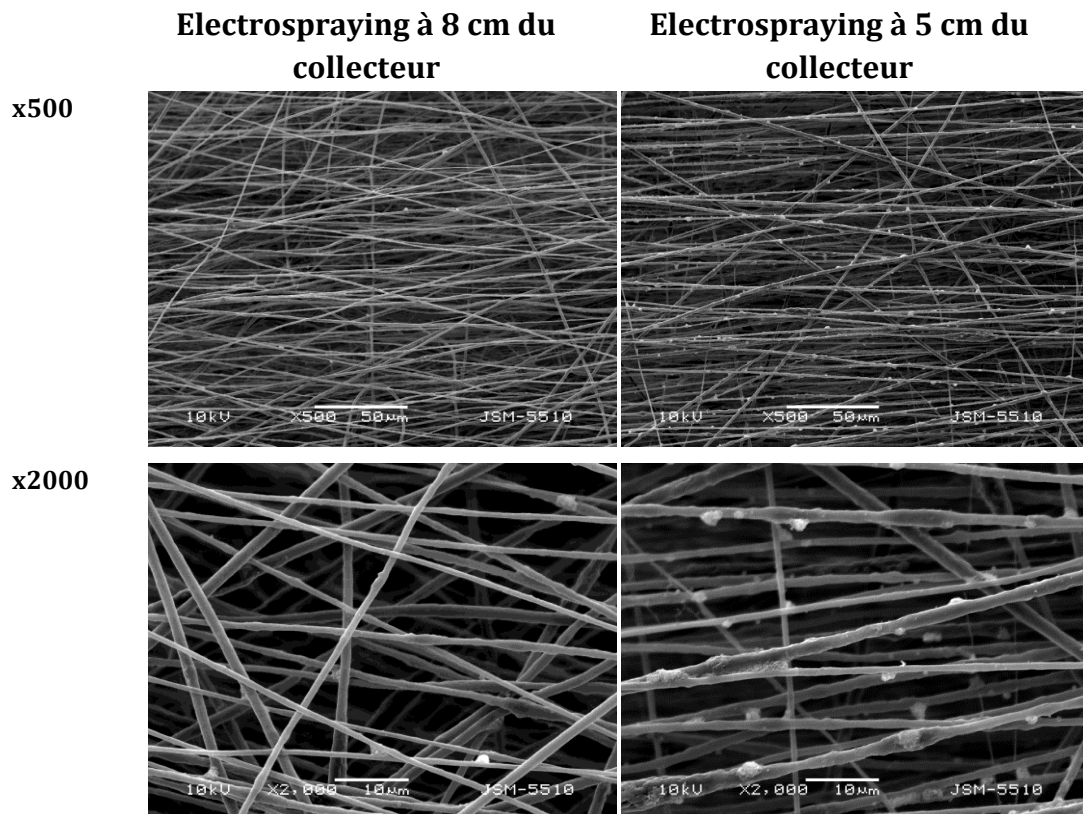 Electrospraying à 8 cm du
collecteur
Electrospraying à 5 cm du
collecteur
x500
10kV X500 50μm JSM-5510
10kV X500 50μm JSM-5510
x2000
10kV X2,000 10μm JSM-5510
10kV X2,000 10μm JSM-5510